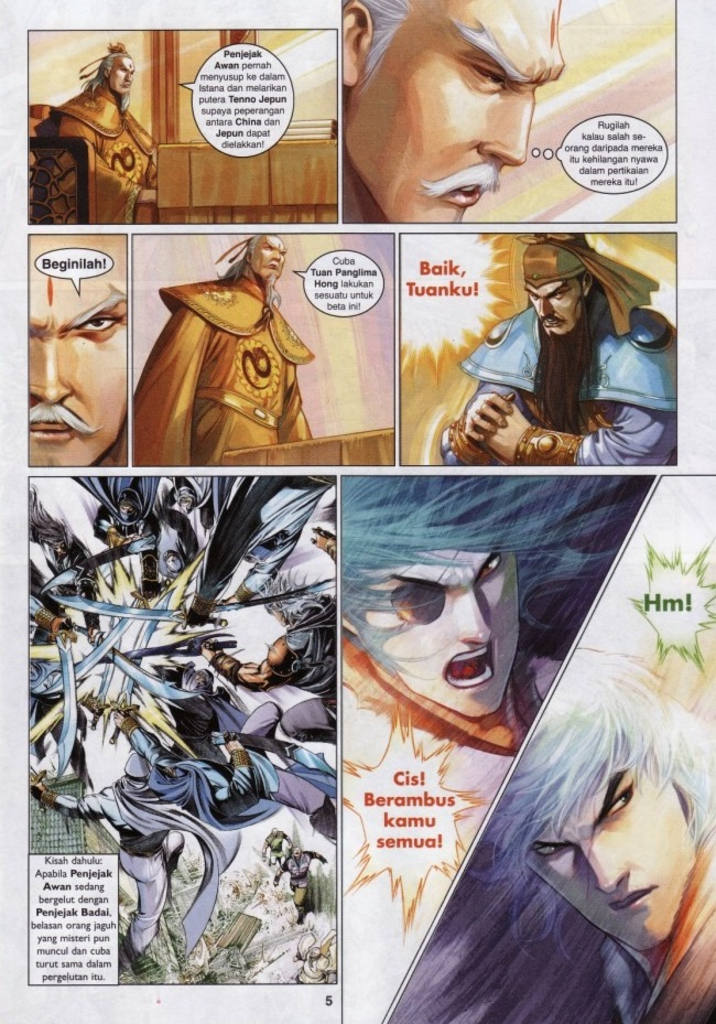 Penjejak
Awan pernah
menyusup ke dalam
Istana dan melarikan
putera Tenno Jepun
supaya peperangan
antara China dan
Jepun dapat
dielakkan!
Rugilah
kalau salah se-
orang daripada mereka
itu kehilangan nyawa
dalam pertikaian
mereka itu!
Beginilah!
Cuba
Tuan Panglima
Hong lakukan
sesuatu untuk
beta ini!
Baik,
Tuanku!
Kisah dahulu:
Apabila Penjejak
Awan sedang
bergelut dengan
Penjejak Badai,
belasan orang jaguh
yang misteri pun
muncul dan cuba
turut sama dalam
pergelutan itu.
Cis!
Berambus
kamu
semua!
Hm!
5